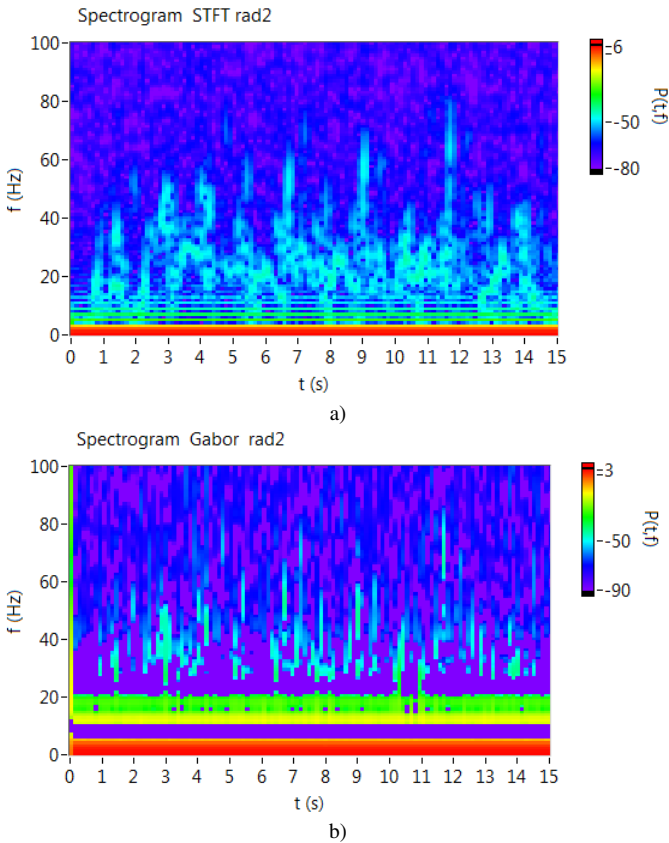 Spectrogram STFT rad2
100
80
60
40
20
0
f (Hz)
0 1 2 3 4 5 6 7 8 9 10 11 12 13 14 15
t (s)
-6
-50
-80
P(t,f)
a)
Spectrogram Gabor rad2
100
80
60
40
20
0
f (Hz)
0 1 2 3 4 5 6 7 8 9 10 11 12 13 14 15
t (s)
-3
-50
-90
P(t,f)
b)